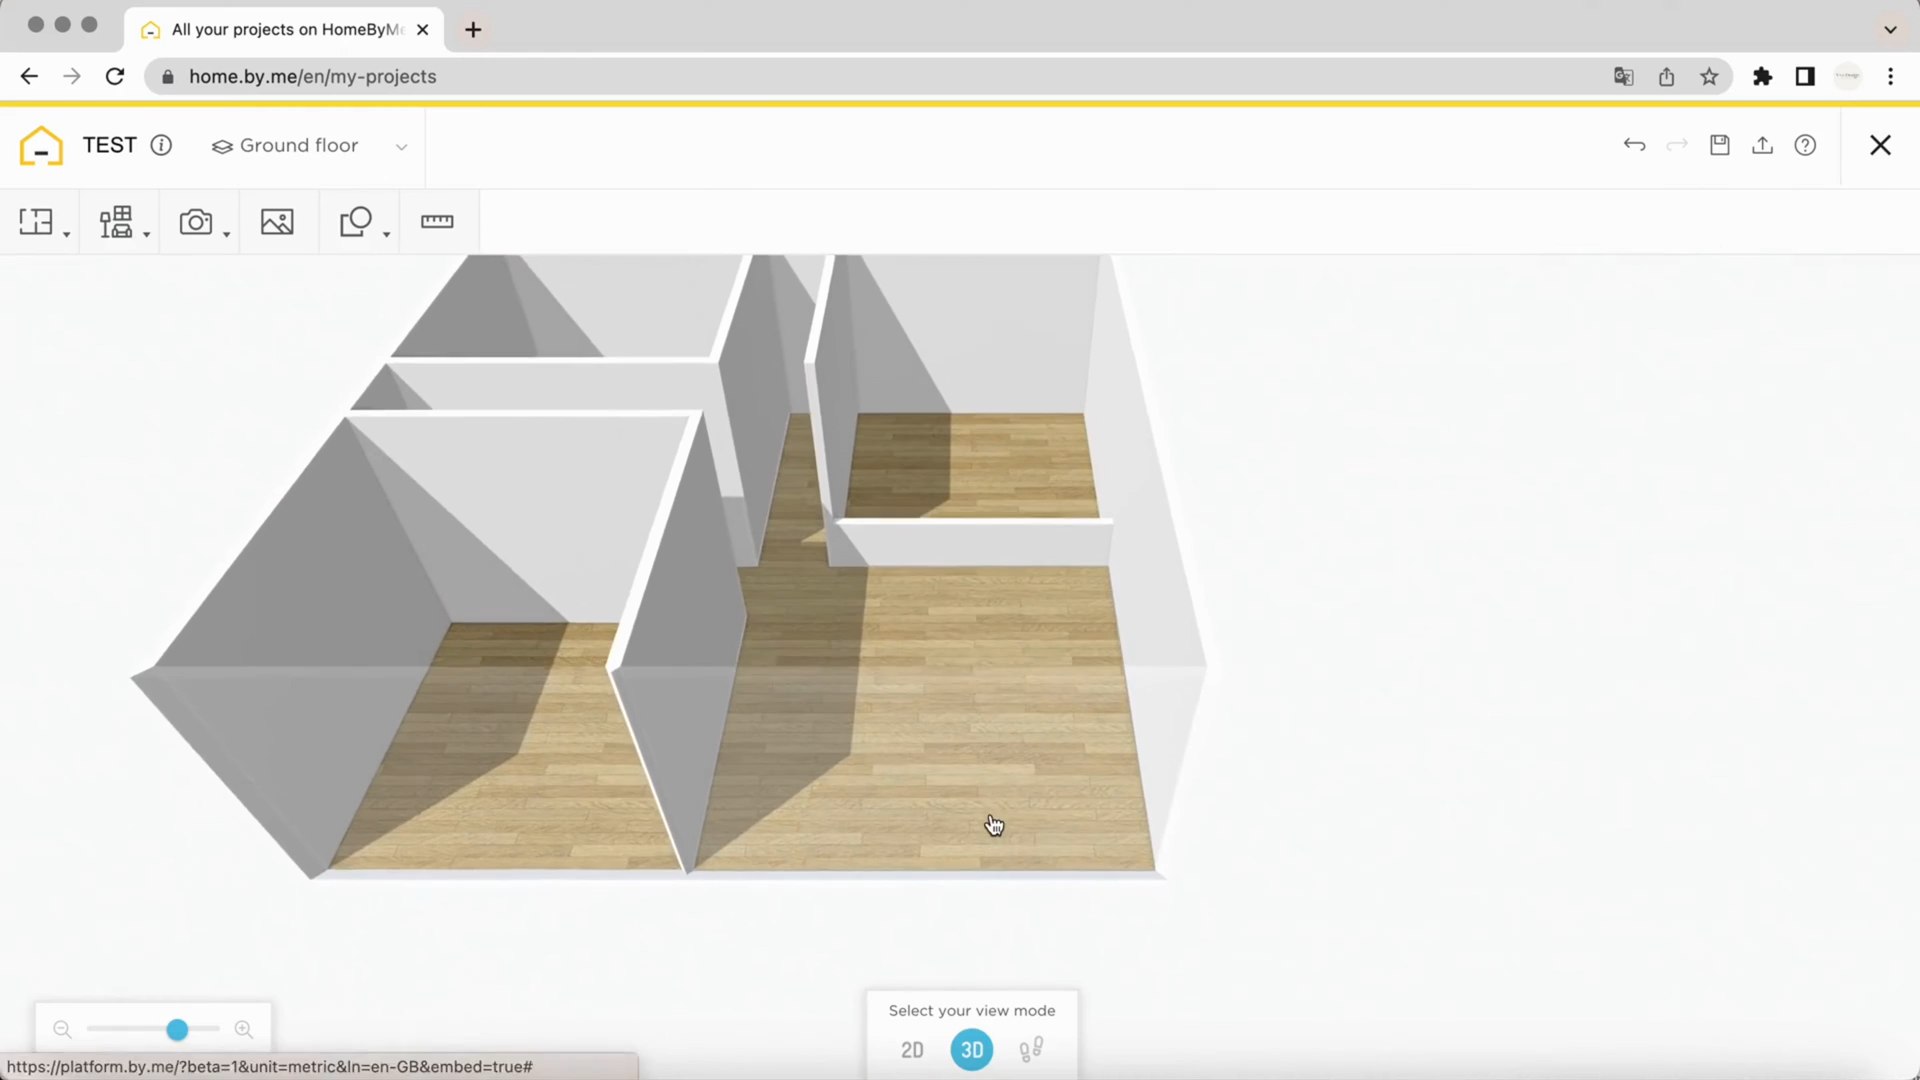 All your projects on HomeByMe
home.by.me/en/my-projects
TEST
Ground floor
Select your view mode
2D
3D
https://platform.by.me/?beta=1&unit=metric&ln=en-GB&embed=true#